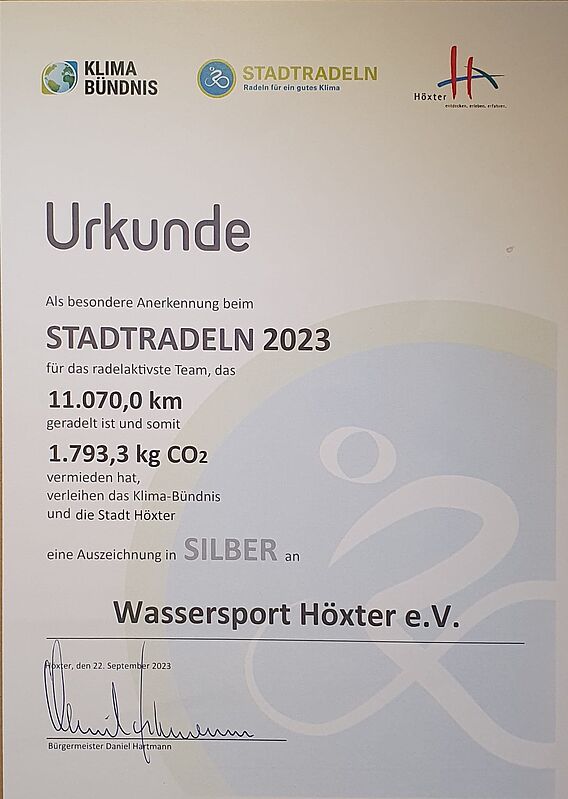 KLIMA
BÜNDNIS
STADTRADELN
Radeln für ein gutes Klima
Höxter
entdecken. erleben. erfahren.
Urkunde
Als besondere Anerkennung beim
STADTRADELN 2023
für das radelaktivste Team, das
11.070,0 km
geradelt ist und somit
1.793,3 kg CO2
vermieden hat,
verleihen das Klima-Bündnis
und die Stadt Höxter
eine Auszeichnung in SILBER an
Wassersport Höxter e.V.
Höxter, den 22. September 2023
Bürgermeister Daniel Hartmann